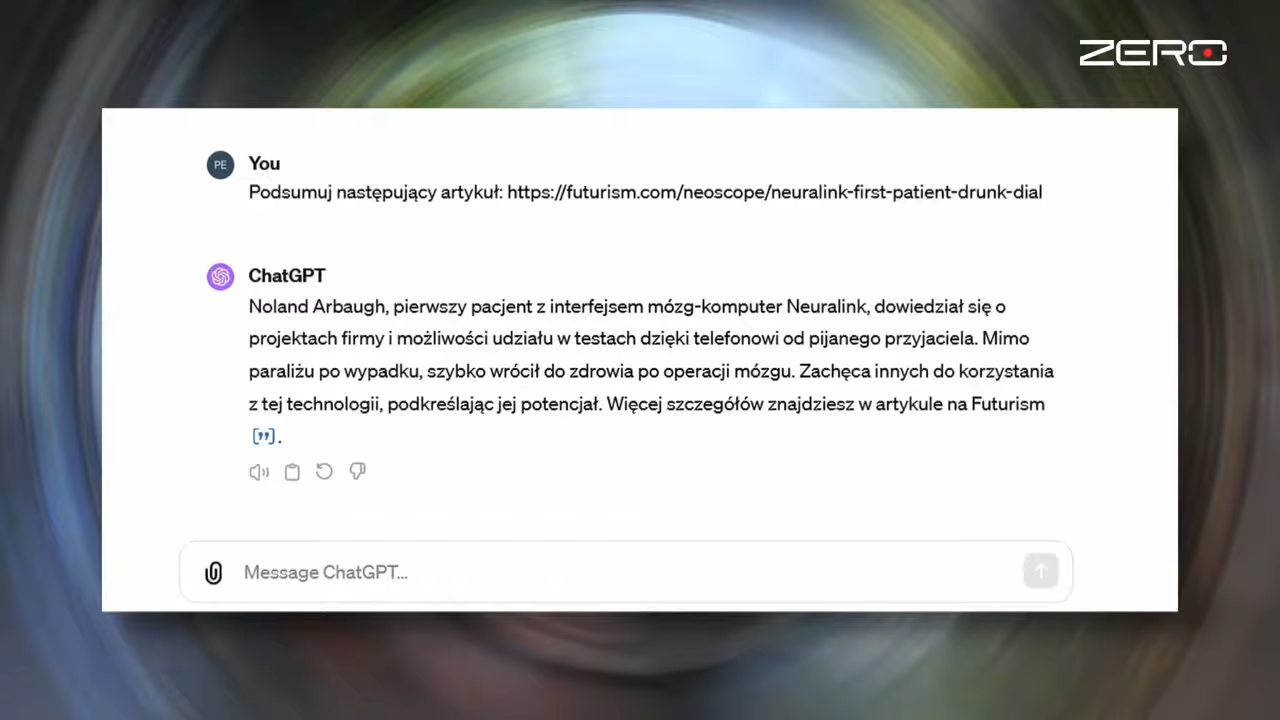 ZERO
PE
You
Podsumuj następujący artykuł: https://futurism.com/neoscope/neuralink-first-patient-drunk-dial
ChatGPT
Noland Arbaugh, pierwszy pacjent z interfejsem mózg-komputer Neuralink, dowiedział się o
projektach firmy i możliwości udziału w testach dzięki telefonowi od pijanego przyjaciela. Mimo
paraliżu po wypadku, szybko wrócił do zdrowia po operacji mózgu. Zachęca innych do korzystania
z tej technologii, podkreślając jej potencjał. Więcej szczegółów znajdziesz w artykule na Futurism
[”].
Message ChatGPT...